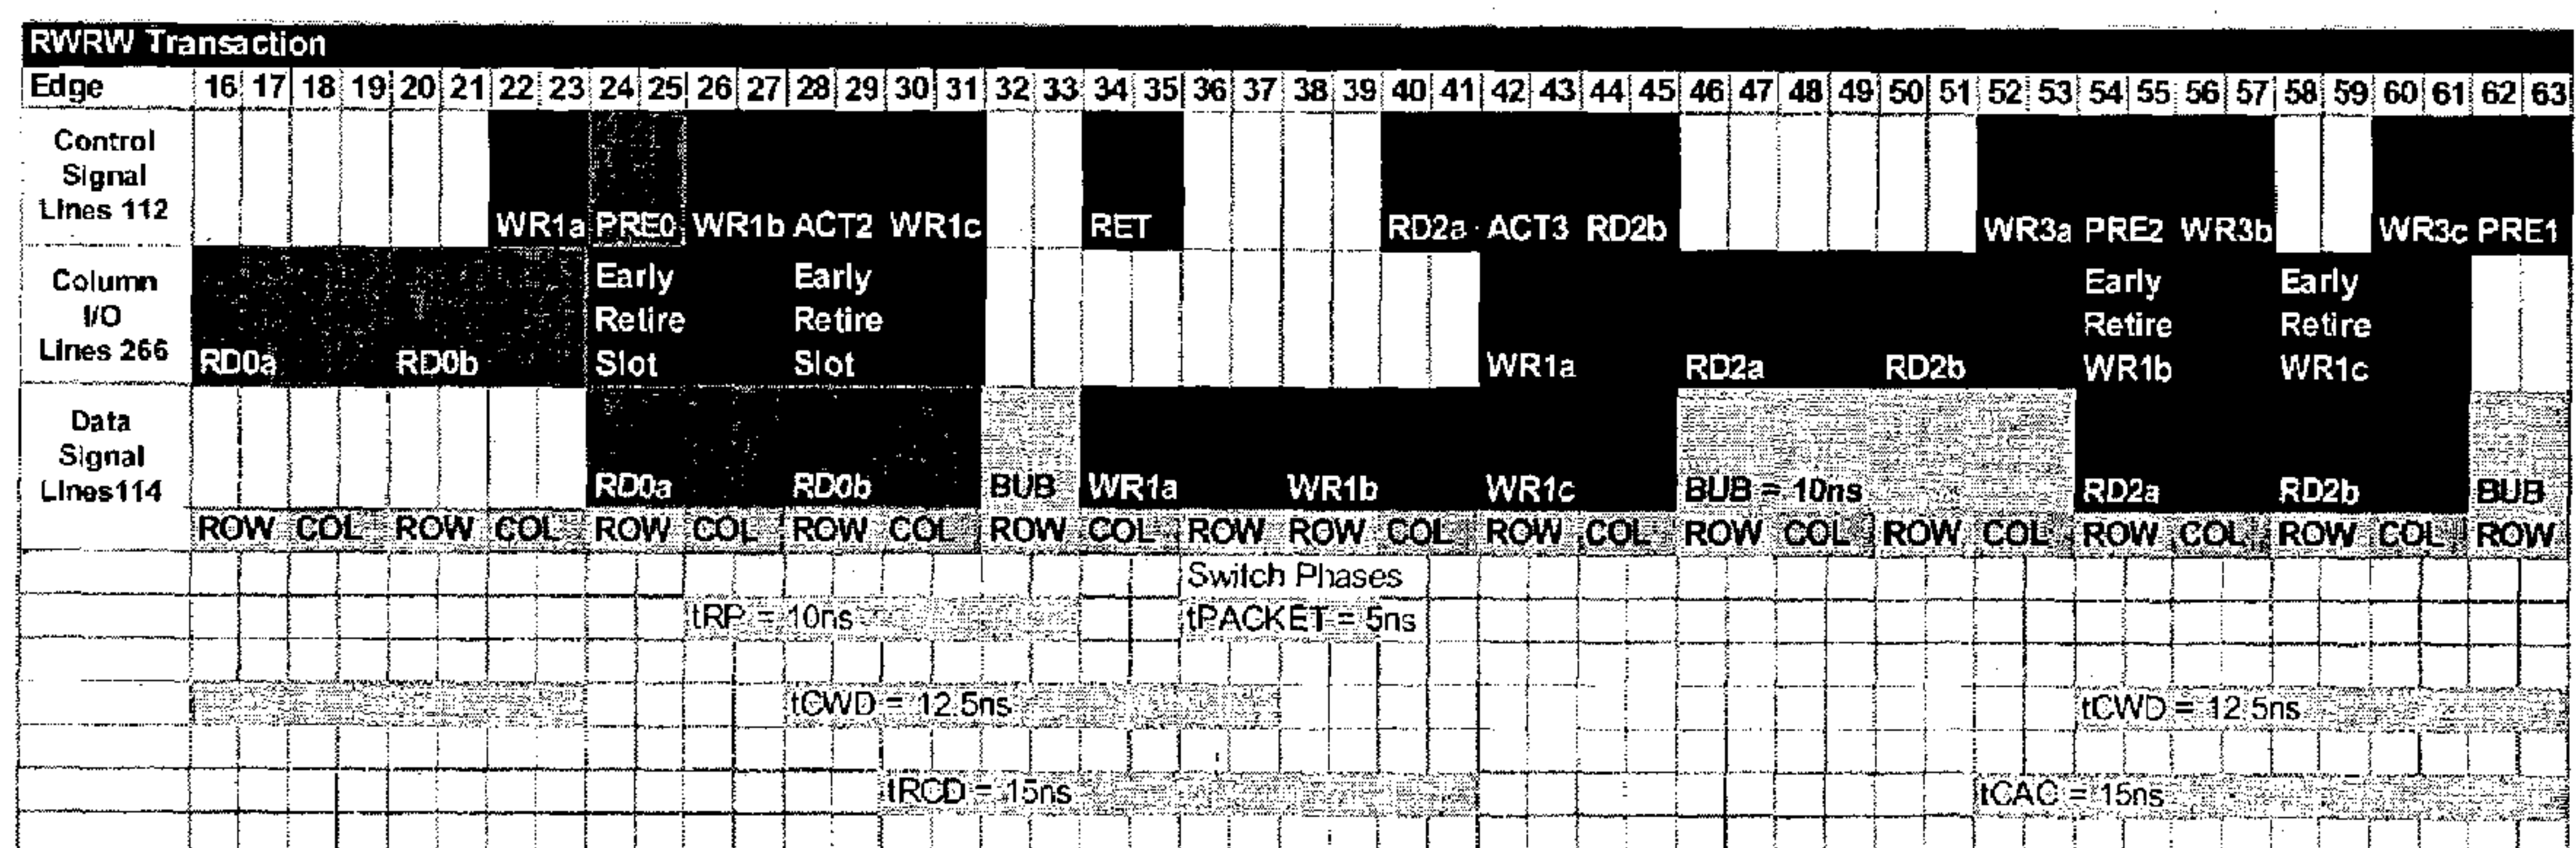 RWRW Transaction
Edge 16 17 18 19 20 21 22 23 24 25 26 27 28 29 30 31 32 33 34 35 36 37 38 39 40 41 42 43 44 45 46 47 48 49 50 51 52 53 54 55 56 57 58 59 60 61 62 63
Control
Signal
Lines 112
WR1a PRE0 WR1b ACT2 WR1c RET RD2a ACT3 RD2b WR3a PRE2 WR3b WR3c PRE1
Column
I/O
Lines 266
RD0a RD0b
Early
Retire
Slot
Early
Retire
Slot
WR1a RD2a RD2b
Early
Retire
WR1b
Early
Retire
WR1c
Data
Signal
Lines114
RD0a RD0b BUB WR1a WR1b WR1c BUB = 10ns RD2a RD2b BUB
ROW COL ROW COL ROW COL ROW COL ROW COL ROW ROW COL ROW COL ROW COL ROW COL ROW COL ROW COL ROW
Switch Phases
tRP = 10ns tPACKET = 5ns
tCWD = 12.5ns tCWD = 12.5ns
tRCD = 15ns tCAC = 15ns